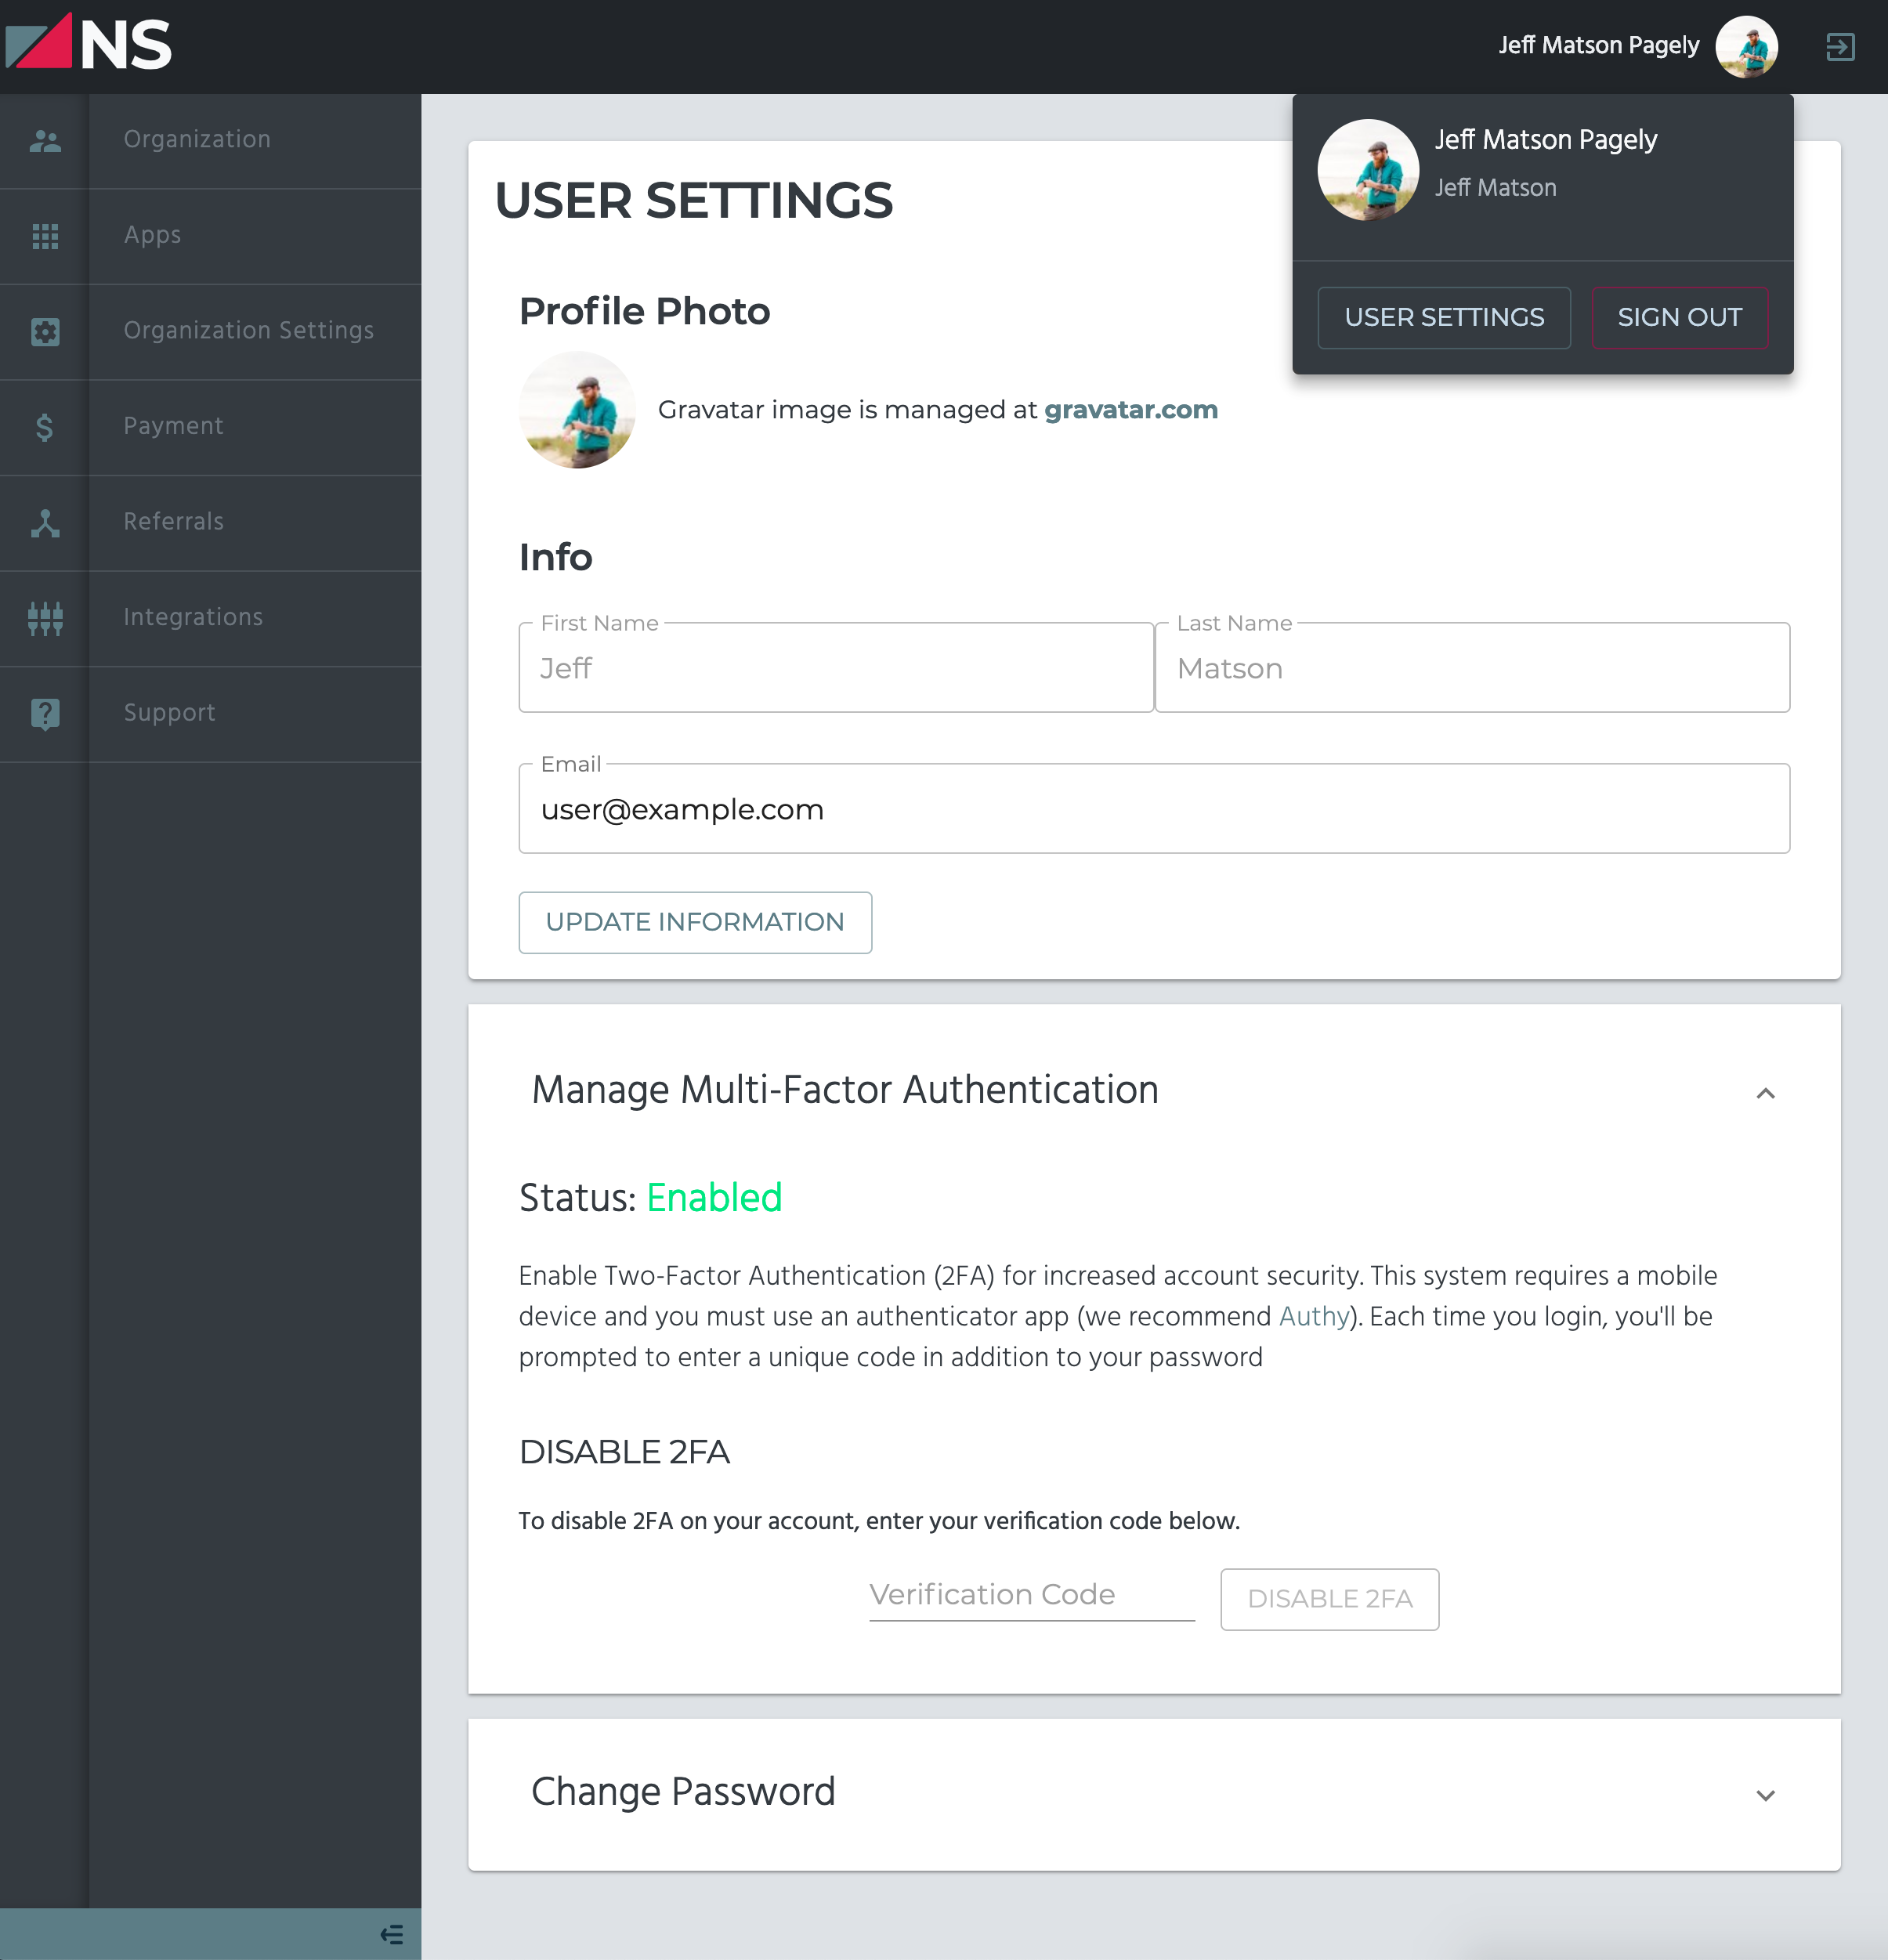 NS
Jeff Matson Pagely
Jeff Matson Pagely
Jeff Matson
USER SETTINGS
SIGN OUT
Organization
Apps
Organization Settings
Payment
Referrals
Integrations
Support
USER SETTINGS
Profile Photo
Gravatar image is managed at gravatar.com
Info
First Name
Jeff
Last Name
Matson
Email
user@example.com
UPDATE INFORMATION
Manage Multi-Factor Authentication
Status: Enabled
Enable Two-Factor Authentication (2FA) for increased account security. This system requires a mobile
device and you must use an authenticator app (we recommend Authy). Each time you login, you'll be
prompted to enter a unique code in addition to your password
DISABLE 2FA
To disable 2FA on your account, enter your verification code below.
Verification Code
DISABLE 2FA
Change Password